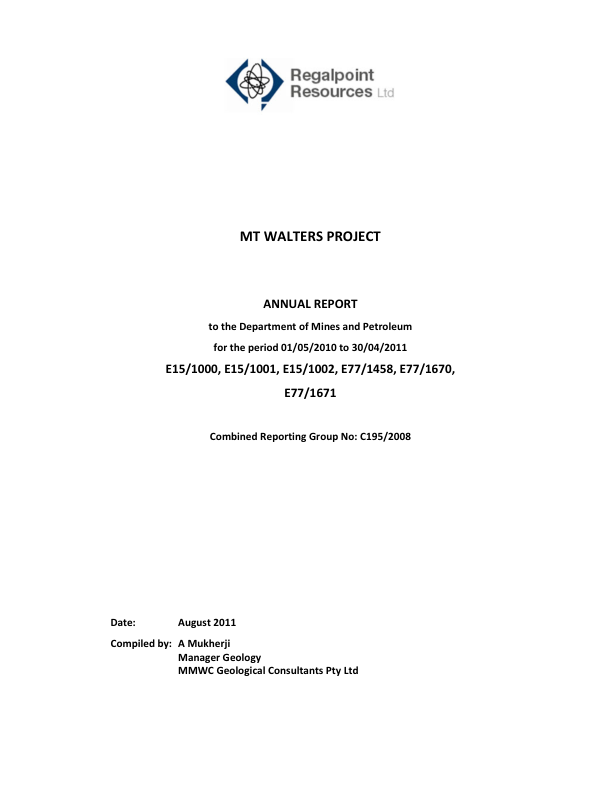 Regalpoint
Resources Ltd
MT WALTERS PROJECT
ANNUAL REPORT
to the Department of Mines and Petroleum
for the period 01/05/2010 to 30/04/2011
E15/1000, E15/1001, E15/1002, E77/1458, E77/1670,
E77/1671
Combined Reporting Group No: C195/2008
Date: August 2011
Compiled by: A Mukherji
Manager Geology
MMWC Geological Consultants Pty Ltd